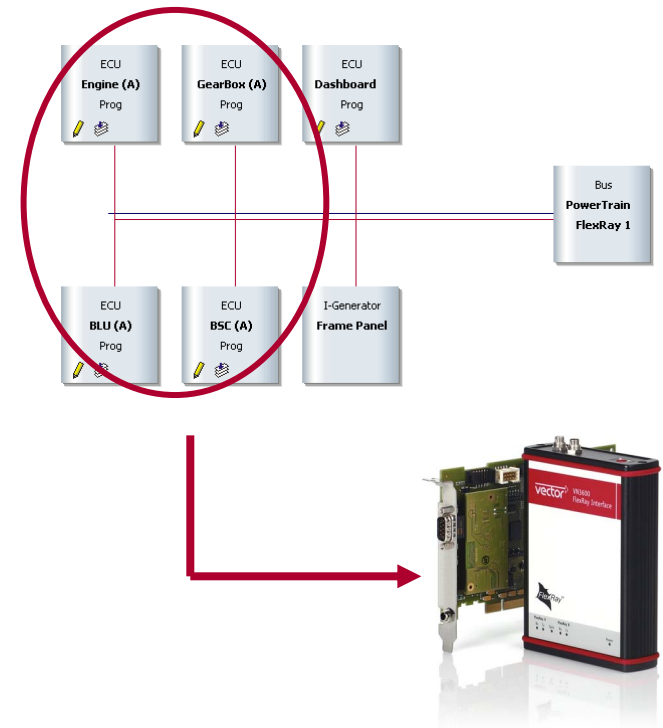 ECU
Engine (A)
Prog
ECU
GearBox (A)
Prog
ECU
Dashboard
Prog
Bus
PowerTrain
FlexRay 1
ECU
BLU (A)
Prog
ECU
BSC (A)
Prog
I-Generator
Frame Panel
vector
FlexRay Interface
FlexRay